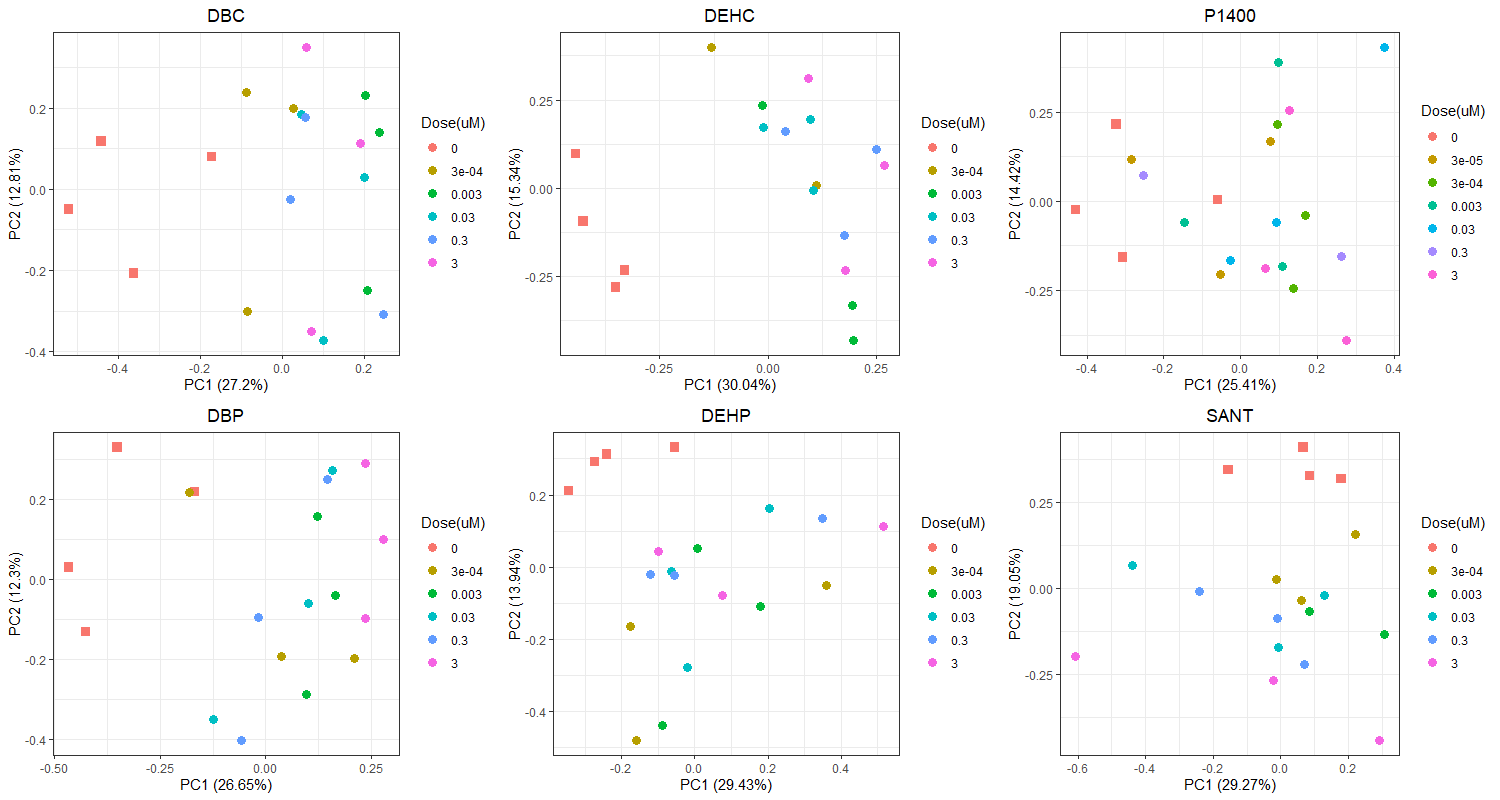 DBC
PC2 (12.81%)
0.2
0.0
-0.2
-0.4
-0.4
-0.2
0.0
0.2
PC1 (27.2%)
Dose(uM)
0
3e-04
0.003
0.03
0.3
3
DEHC
PC2 (15.34%)
0.25
0.00
-0.25
-0.25
0.00
0.25
PC1 (30.04%)
Dose(uM)
0
3e-04
0.003
0.03
0.3
3
P1400
PC2 (14.42%)
0.25
0.00
-0.25
-0.4
-0.2
0.0
0.2
0.4
PC1 (25.41%)
Dose(uM)
0
3e-05
3e-04
0.003
0.03
0.3
3
DBP
PC2 (12.3%)
0.2
0.0
-0.2
-0.4
-0.50
-0.25
0.00
0.25
PC1 (26.65%)
Dose(uM)
0
3e-04
0.003
0.03
0.3
3
DEHP
PC2 (13.94%)
0.2
0.0
-0.2
-0.4
-0.2
0.0
0.2
0.4
PC1 (29.43%)
Dose(uM)
0
3e-04
0.003
0.03
0.3
3
SANT
PC2 (19.05%)
0.25
0.00
-0.25
-0.6
-0.4
-0.2
0.0
0.2
PC1 (29.27%)
Dose(uM)
0
3e-04
0.003
0.03
0.3
3